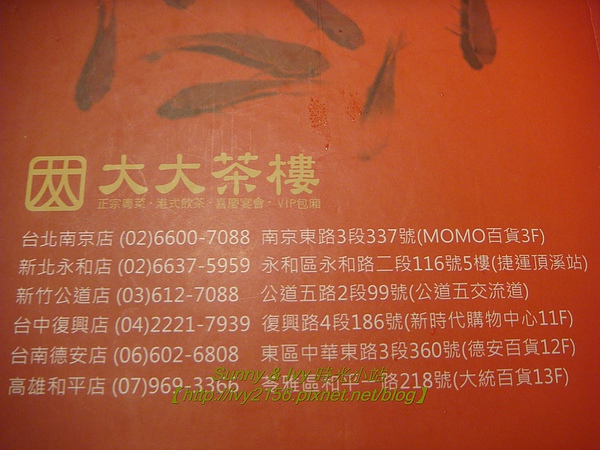 大大茶樓
正宗粵菜·港式飲茶·喜慶宴會·VIP包廂
台北南京店 (02)6600-7088 南京東路3段337號(MOMO百貨3F)
新北永和店 (02)6637-5959 永和區永和路二段116號5樓(捷運頂溪站)
新竹公道店 (03)612-7088 公道五路2段99號(公道五交流道)
台中復興店 (04)2221-7939 復興路4段186號(新時代購物中心11F)
台南德安店 (06)602-6808 東區中華東路3段360號(德安百貨12F)
高雄和平店 (07)969-3366 苓雅區和平一路218號(大統百貨13F)
Sunny & Ivy 時光小站
【http://ivy2156.pixnet.net/blog】